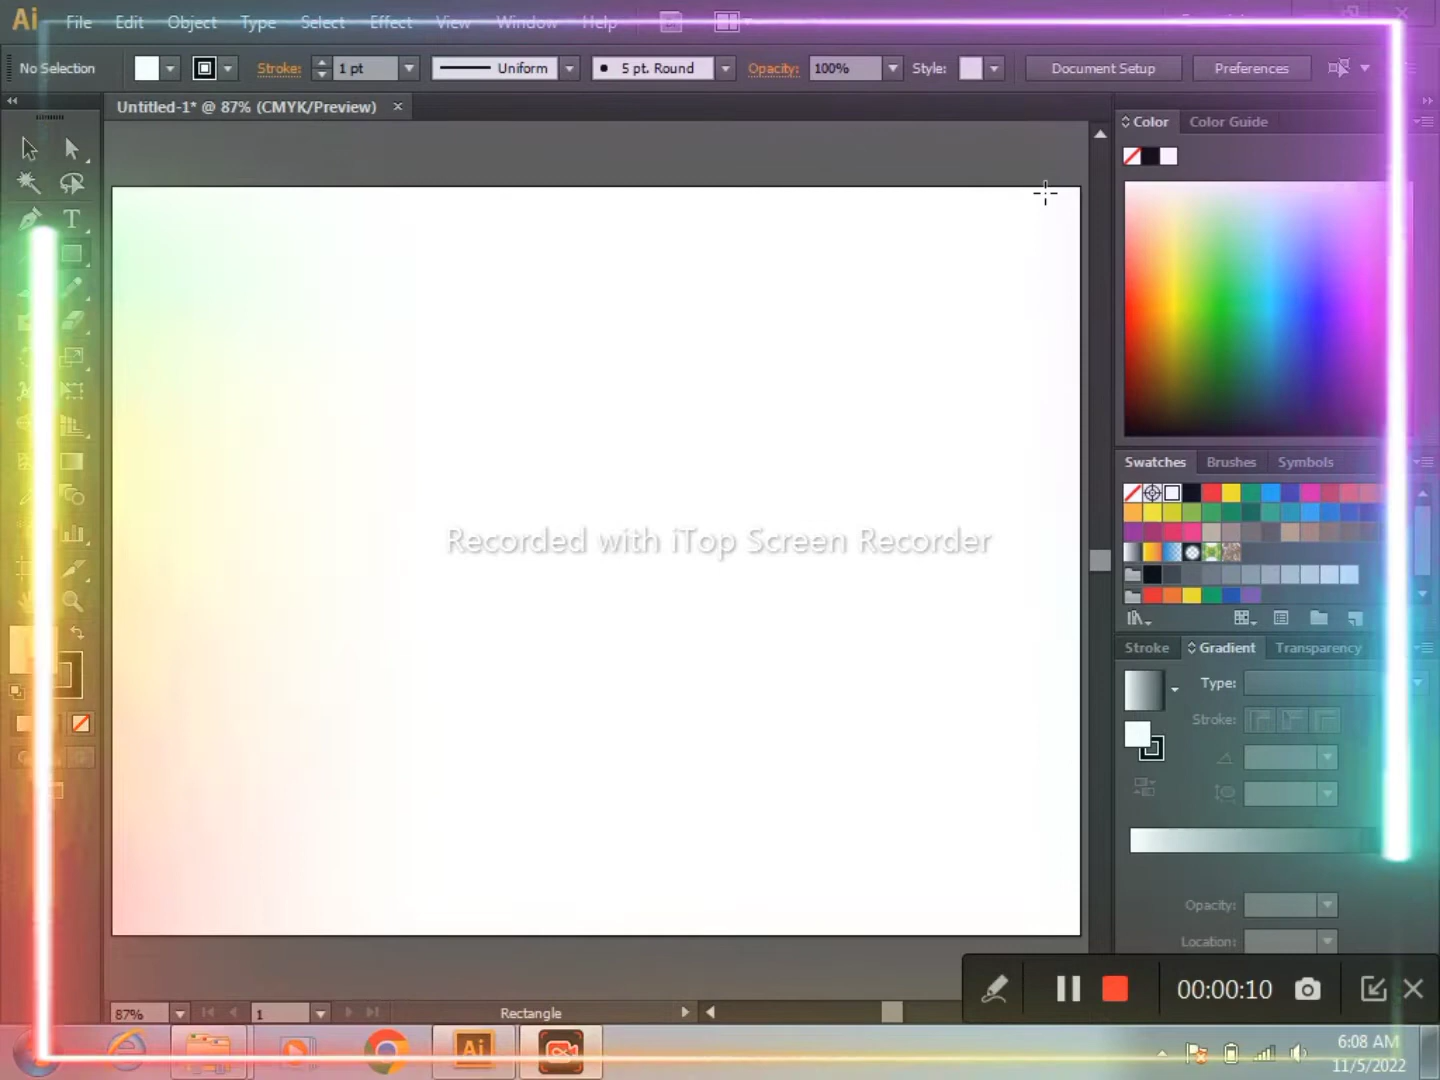 Ai File Edit Object Type Select Effect View Window Help
No Selection Stroke: 1 pt Uniform 5 pt. Round Opacity: 100% Style: Document Setup Preferences
Untitled-1* @ 87% (CMYK/Preview)
Color Color Guide
T
Recorded with iTop Screen Recorder
Swatches Brushes Symbols
Stroke Gradient Transparency
Type:
Stroke:
Opacity:
Location:
00:00:10
87% 1 Rectangle
Ai
6:08 AM
11/5/2022